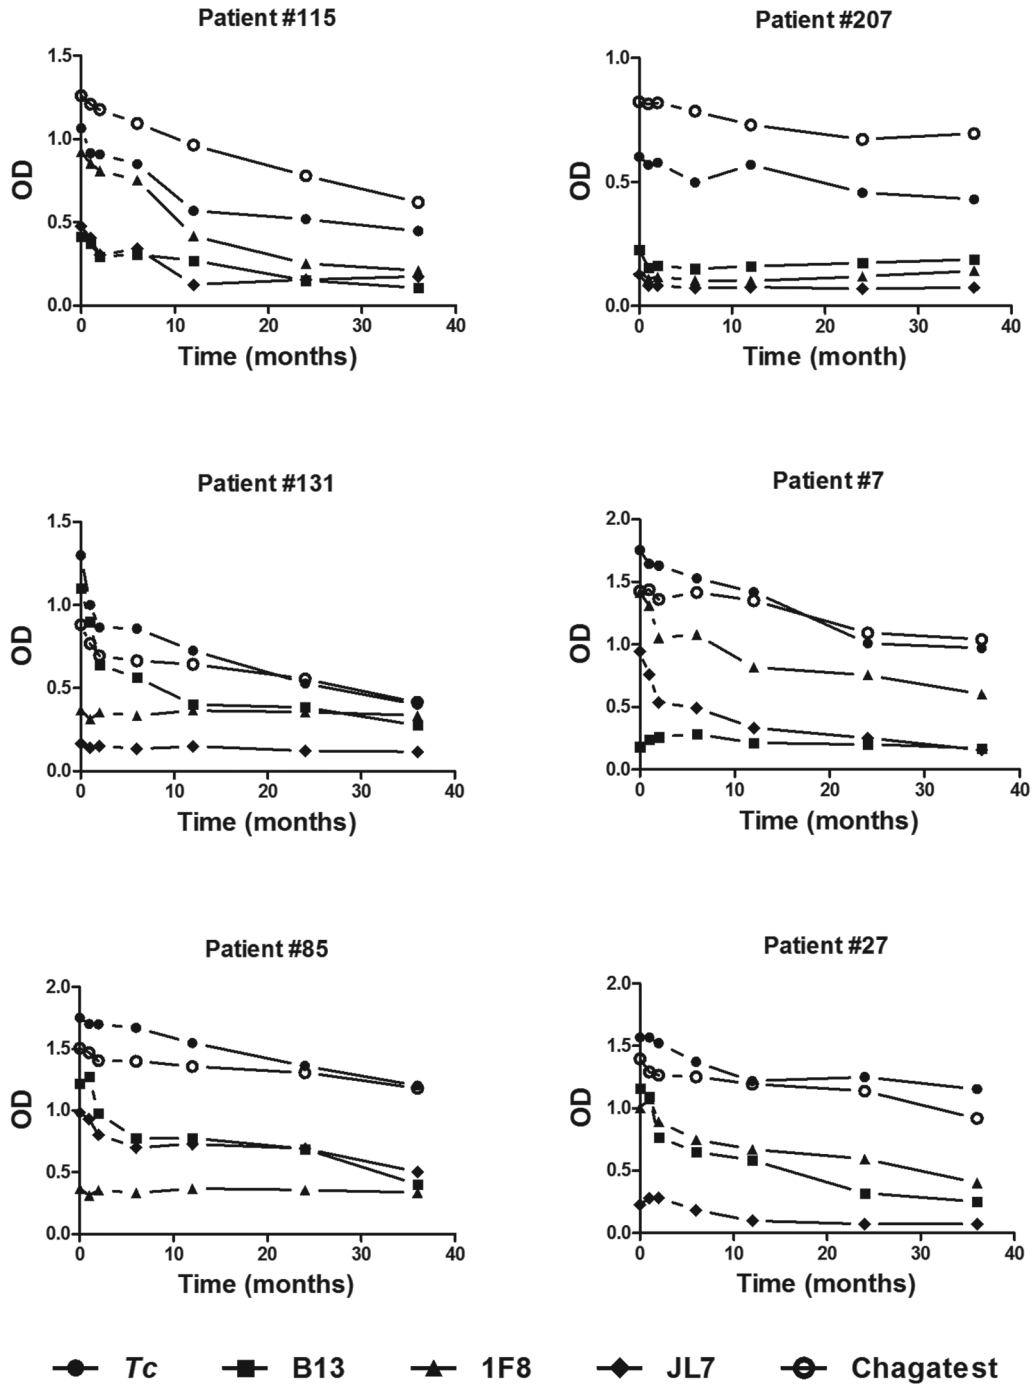 Patient #115
Patient #207
1.5
1.0
0.5
0.0
OD
0 10 20 30 40
Time (months)
1.0
0.5
0.0
OD
0 10 20 30 40
Time (month)
Patient #131
Patient #7
1.5
1.0
0.5
0.0
OD
0 10 20 30 40
Time (months)
2.0
1.5
1.0
0.5
0.0
OD
0 10 20 30 40
Time (months)
Patient #85
Patient #27
2.0
1.5
1.0
0.5
0.0
OD
0 10 20 30 40
Time (months)
2.0
1.5
1.0
0.5
0.0
OD
0 10 20 30 40
Time (months)
Tc B13 1F8 JL7 Chagatest